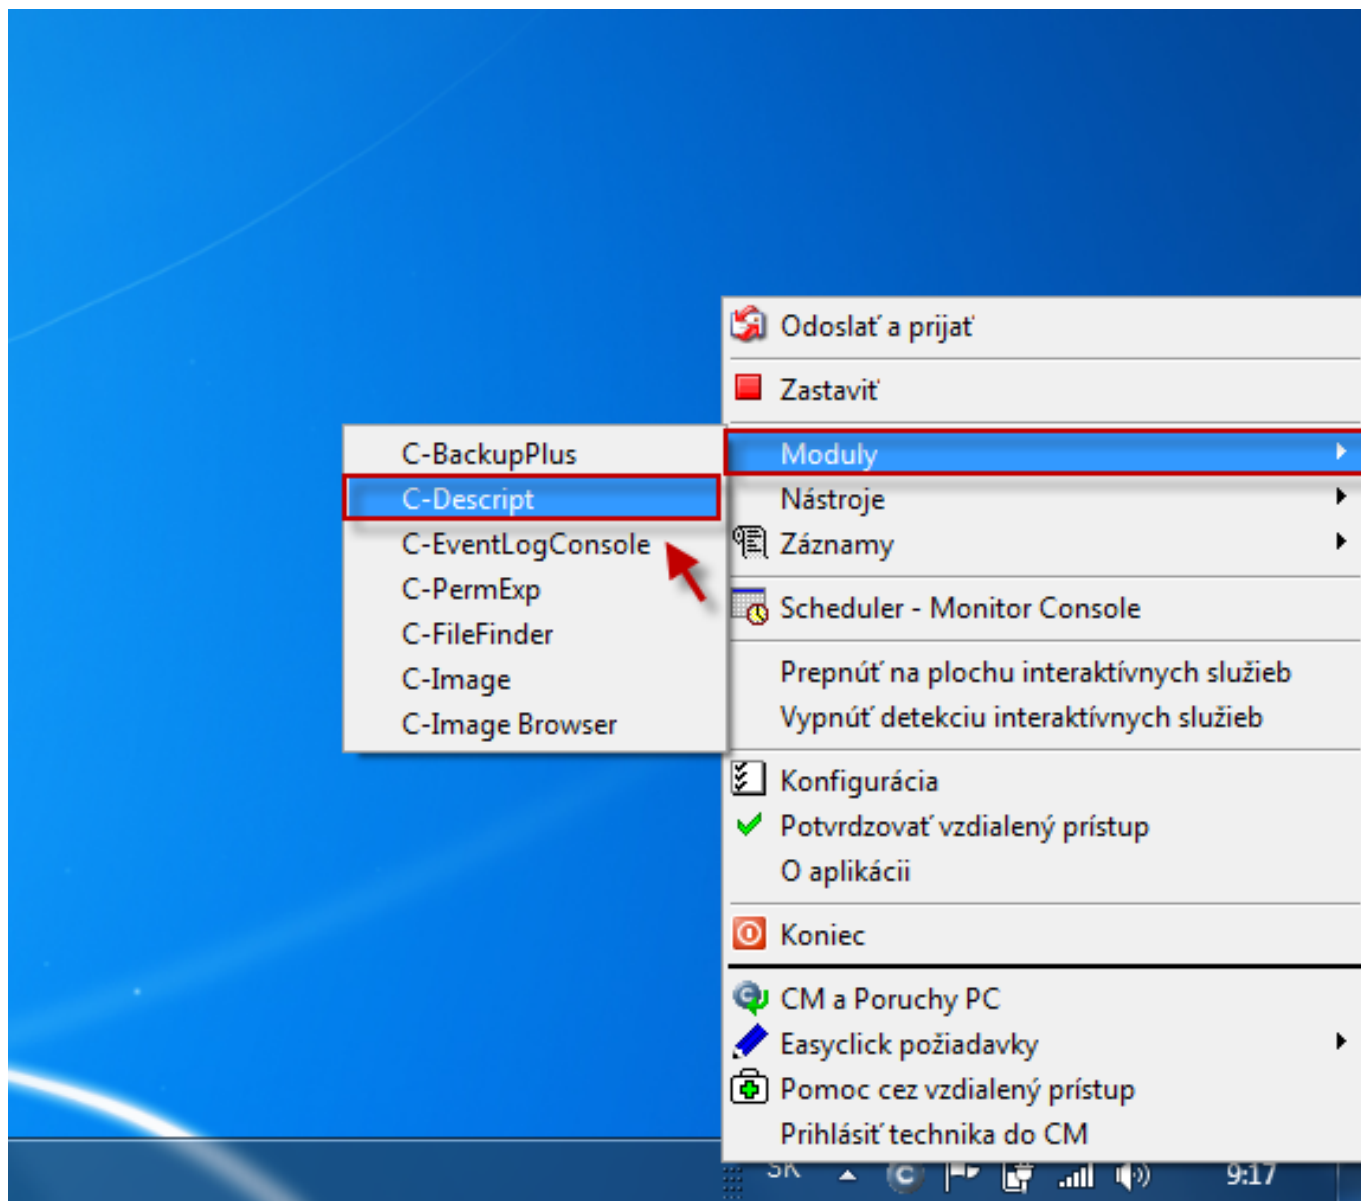 Odoslať a prijať
Zastaviť
Moduly
Nástroje
Záznamy
Scheduler - Monitor Console
Prepnúť na plochu interaktívnych služieb
Vypnúť detekciu interaktívnych služieb
Konfigurácia
Potvrdzovať vzdialený prístup
O aplikácii
Koniec
CM a Poruchy PC
Easyclick požiadavky
Pomoc cez vzdialený prístup
Prihlásiť technika do CM
C-BackupPlus
C-Descript
C-EventLogConsole
C-PermExp
C-FileFinder
C-Image
C-Image Browser
SK
9:17